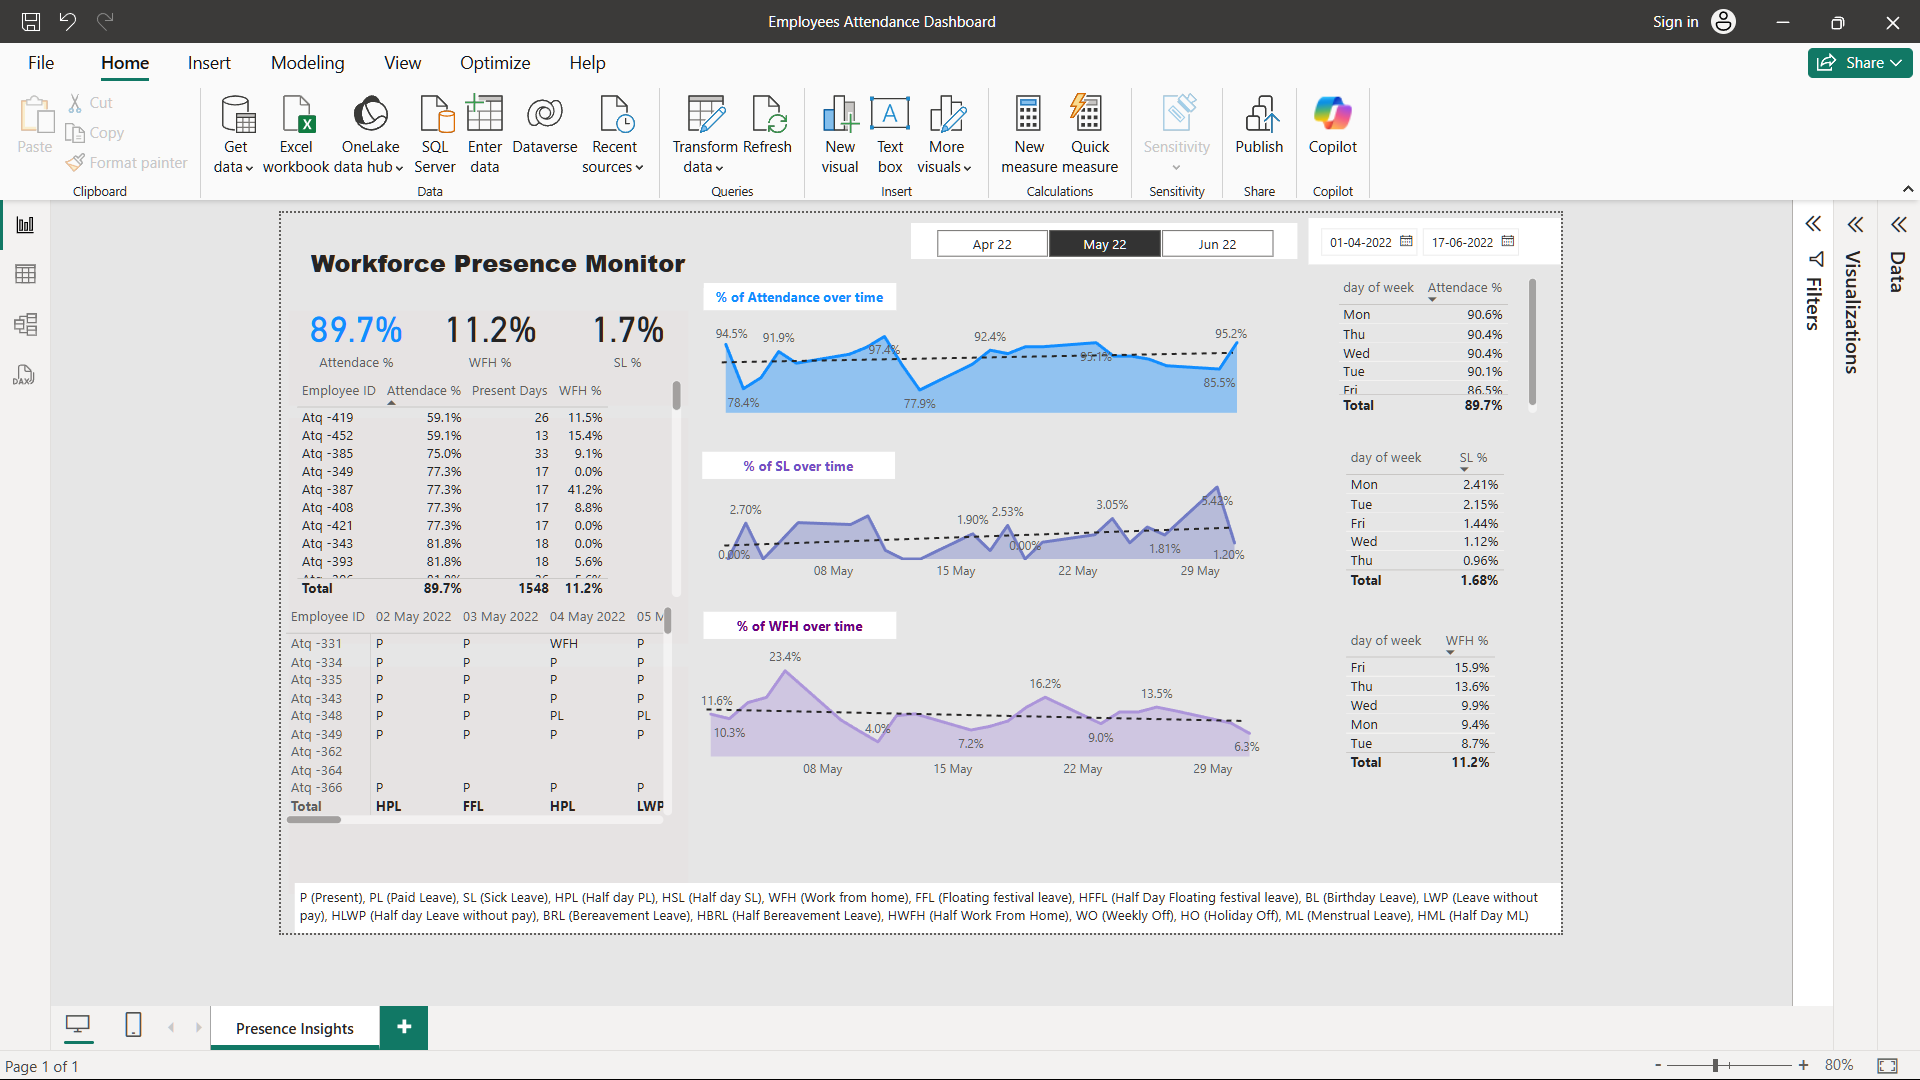 Employees Attendance Dashboard
Sign in
File Home Insert Modeling View Optimize Help
Share
Paste
Cut
Copy
Format painter
Clipboard
Get data
Excel workbook
OneLake data hub
SQL Server
Enter data
Dataverse
Recent sources
Data
Transform data
Refresh
Queries
New visual
Text box
More visuals
Insert
New measure
Quick measure
Calculations
Sensitivity
Sensitivity
Publish
Share
Copilot
Copilot
DAX
Workforce Presence Monitor
Apr 22 May 22 Jun 22
01-04-2022 17-06-2022
89.7% 11.2% 1.7%
Attendace % WFH % SL %
Employee ID Attendace % Present Days WFH %
Atq -419 59.1% 26 11.5%
Atq -452 59.1% 13 15.4%
Atq -385 75.0% 33 9.1%
Atq -349 77.3% 17 0.0%
Atq -387 77.3% 17 41.2%
Atq -408 77.3% 17 8.8%
Atq -421 77.3% 17 0.0%
Atq -343 81.8% 18 0.0%
Atq -393 81.8% 18 5.6%
Total 89.7% 1548 11.2%
Employee ID 02 May 2022 03 May 2022 04 May 2022 05 M
Atq -331 P P WFH P
Atq -334 P P P P
Atq -335 P P P P
Atq -343 P P P P
Atq -348 P P PL PL
Atq -349 P P P P
Atq -362
Atq -364
Atq -366 P P P P
Total HPL FFL HPL LWP
% of Attendance over time
94.5% 91.9% 97.4% 92.4% 95.1% 95.2%
78.4% 77.9% 85.5%
% of SL over time
2.70% 1.90% 2.53% 3.05% 5.42%
0.00% 0.00% 1.81% 1.20%
08 May 15 May 22 May 29 May
% of WFH over time
11.6% 23.4% 16.2% 13.5%
10.3% 4.0% 7.2% 9.0% 6.3%
08 May 15 May 22 May 29 May
day of week Attendace %
Mon 90.6%
Thu 90.4%
Wed 90.4%
Tue 90.1%
Fri 86.5%
Total 89.7%
day of week SL %
Mon 2.41%
Tue 2.15%
Fri 1.44%
Wed 1.12%
Thu 0.96%
Total 1.68%
day of week WFH %
Fri 15.9%
Thu 13.6%
Wed 9.9%
Mon 9.4%
Tue 8.7%
Total 11.2%
Filters
Visualizations
Data
P (Present), PL (Paid Leave), SL (Sick Leave), HPL (Half day PL), HSL (Half day SL), WFH (Work from home), FFL (Floating festival leave), HFFL (Half Day Floating festival leave), BL (Birthday Leave), LWP (Leave without
pay), HLWP (Half day Leave without pay), BRL (Bereavement Leave), HBRL (Half Bereavement Leave), HWFH (Half Work From Home), WO (Weekly Off), HO (Holiday Off), ML (Menstrual Leave), HML (Half Day ML)
Presence Insights
Page 1 of 1
80%